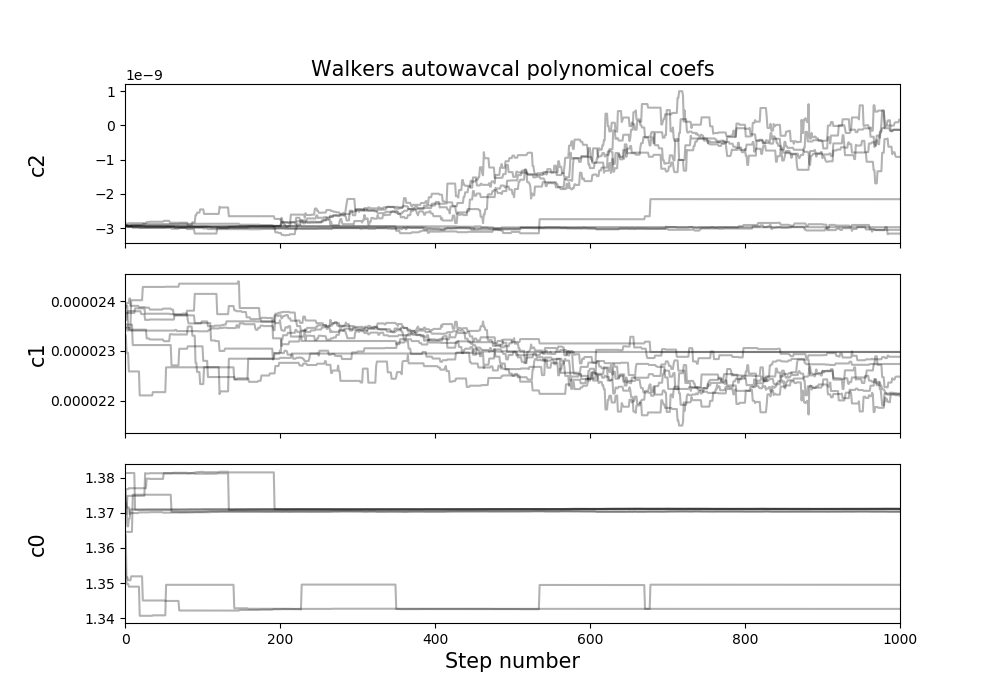 Walkers autowavcal polynomical coefs
1e−9
1
0
−1
−2
−3
c2
0.000024
0.000023
0.000022
c1
1.38
1.37
1.36
1.35
1.34
c0
0 200 400 600 800 1000
Step number